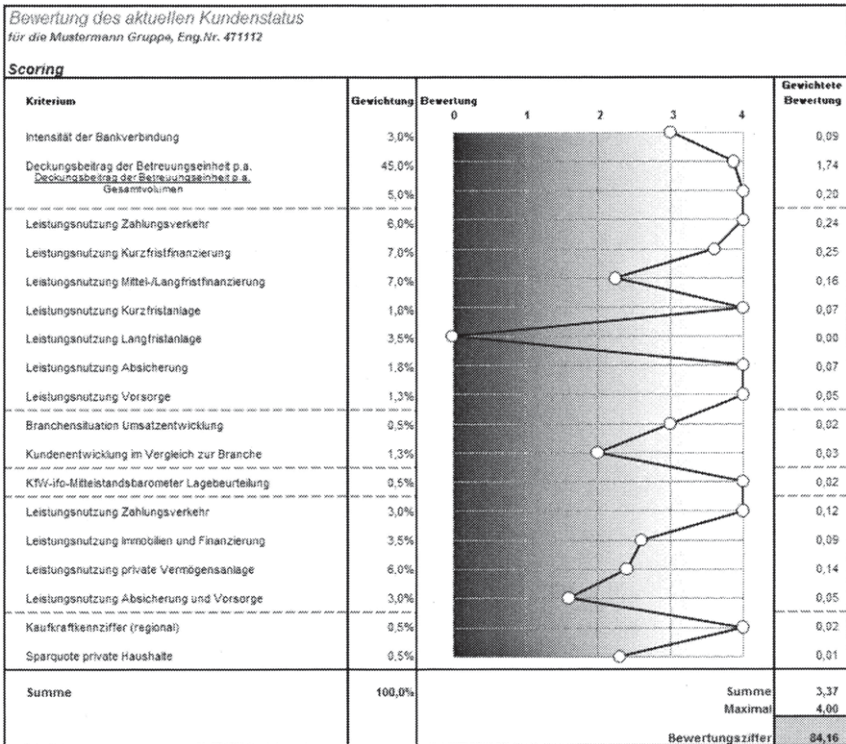 Bewertung des aktuellen Kundenstatus
für die Mustermann Gruppe, Eng.Nr. 471112
Scoring
Kriterium Gewichtung Bewertung Gewichtete Bewertung
0 1 2 3 4
Intensität der Bankverbindung 3,0% 0,09
Deckungsbeitrag der Betreuungseinheit p.a. 45,0% 1,74
Deckungsbeitrag der Betreuungseinheit p.a.
Gesamtvolumen 5,0% 0,20
Leistungsnutzung Zahlungsverkehr 6,0% 0,24
Leistungsnutzung Kurzfristfinanzierung 7,0% 0,25
Leistungsnutzung Mittel-/Langfristfinanzierung 7,0% 0,16
Leistungsnutzung Kurzfristanlage 1,8% 0,07
Leistungsnutzung Langfristanlage 3,5% 0,00
Leistungsnutzung Absicherung 1,8% 0,07
Leistungsnutzung Vorsorge 1,3% 0,05
Branchensituation Umsatzentwicklung 0,5% 0,02
Kundenentwicklung im Vergleich zur Branche 1,3% 0,03
KfW-ifo-Mittelstandsbarometer Lagebeurteilung 0,5% 0,02
Leistungsnutzung Zahlungsverkehr 3,0% 0,12
Leistungsnutzung Immobilien und Finanzierung 3,5% 0,09
Leistungsnutzung private Vermögensanlage 6,0% 0,14
Leistungsnutzung Absicherung und Vorsorge 3,0% 0,05
Kaufkraftkennziffer (regional) 0,5% 0,02
Sparquote private Haushalte 0,5% 0,01
Summe 100,0% Summe 3,37
Maximal 4,00
Bewertungsziffer 84,16